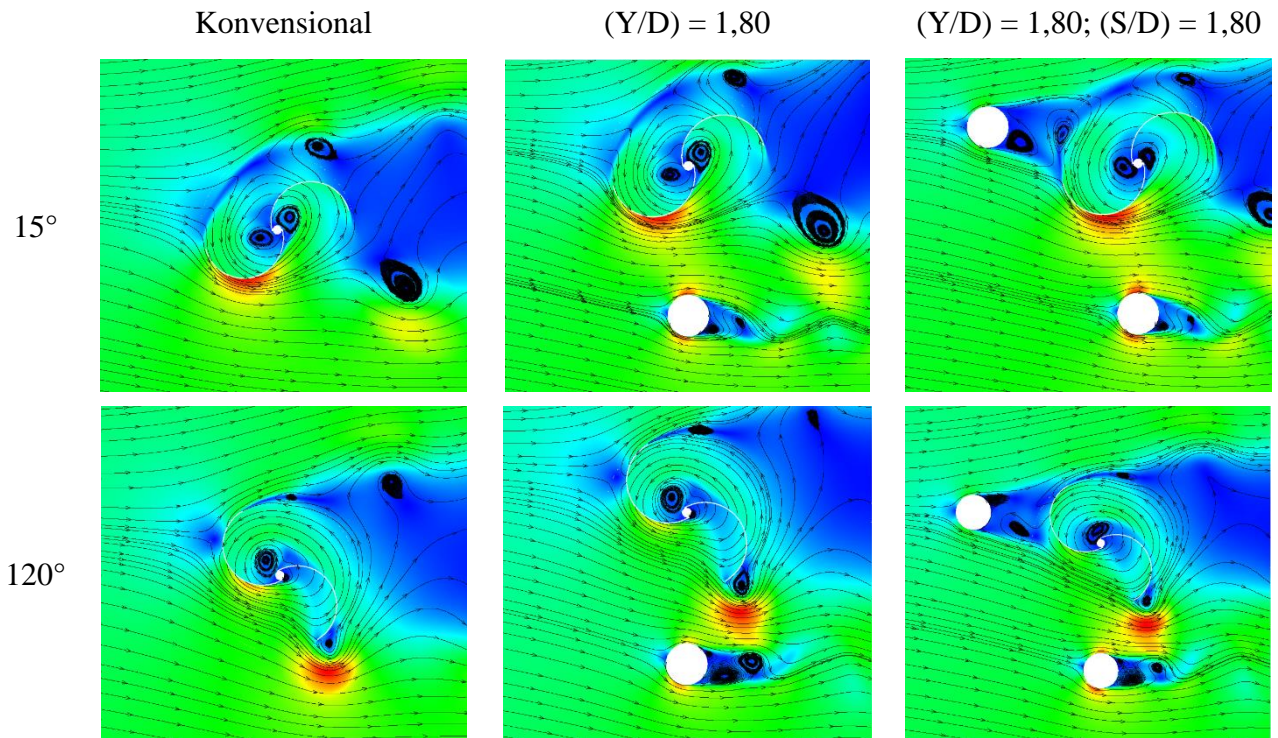 Konvensional
(Y/D) = 1,80
(Y/D) = 1,80; (S/D) = 1,80
15°
120°